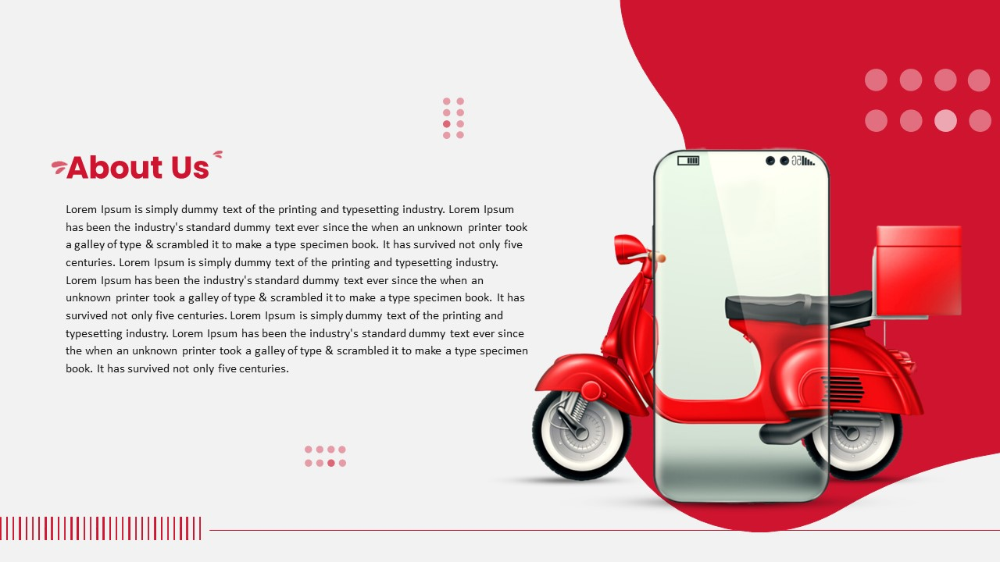 About Us
Lorem Ipsum is simply dummy text of the printing and typesetting industry. Lorem Ipsum
has been the industry's standard dummy text ever since the when an unknown printer took
a galley of type & scrambled it to make a type specimen book. It has survived not only five
centuries. Lorem Ipsum is simply dummy text of the printing and typesetting industry.
Lorem Ipsum has been the industry's standard dummy text ever since the when an
unknown printer took a galley of type & scrambled it to make a type specimen book. It has
survived not only five centuries. Lorem Ipsum is simply dummy text of the printing and
typesetting industry. Lorem Ipsum has been the industry's standard dummy text ever since
the when an unknown printer took a galley of type & scrambled it to make a type specimen
book. It has survived not only five centuries.